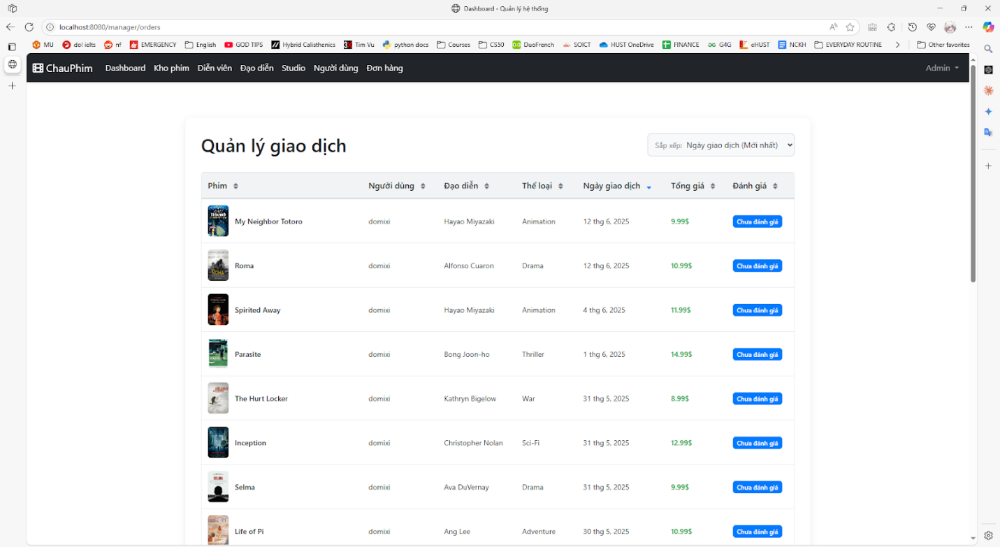 Dashboard - Quản lý hệ thống
localhost:8080/manager/orders
MU dol ielts nf EMERGENCY English GOD TIPS Hybrid Calisthenics Tim Vu python docs Courses CS50 DuoFrench SOICT HUST OneDrive FINANCE G4G eHUST NCKH EVERYDAY ROUTINE Other favorites
ChauPhim Dashboard Kho phim Diễn viên Đạo diễn Studio Người dùng Đơn hàng Admin
Quản lý giao dịch
Sắp xếp: Ngày giao dịch (Mới nhất)
Phim Người dùng Đạo diễn Thể loại Ngày giao dịch Tổng giá Đánh giá
My Neighbor Totoro domixi Hayao Miyazaki Animation 12 thg 6, 2025 9.99$ Chưa đánh giá
Roma domixi Alfonso Cuaron Drama 12 thg 6, 2025 10.99$ Chưa đánh giá
Spirited Away domixi Hayao Miyazaki Animation 4 thg 6, 2025 11.99$ Chưa đánh giá
Parasite domixi Bong Joon-ho Thriller 1 thg 6, 2025 14.99$ Chưa đánh giá
The Hurt Locker domixi Kathryn Bigelow War 31 thg 5, 2025 8.99$ Chưa đánh giá
Inception domixi Christopher Nolan Sci-Fi 31 thg 5, 2025 12.99$ Chưa đánh giá
Selma domixi Ava DuVernay Drama 31 thg 5, 2025 9.99$ Chưa đánh giá
Life of Pi domixi Ang Lee Adventure 30 thg 5, 2025 10.99$ Chưa đánh giá